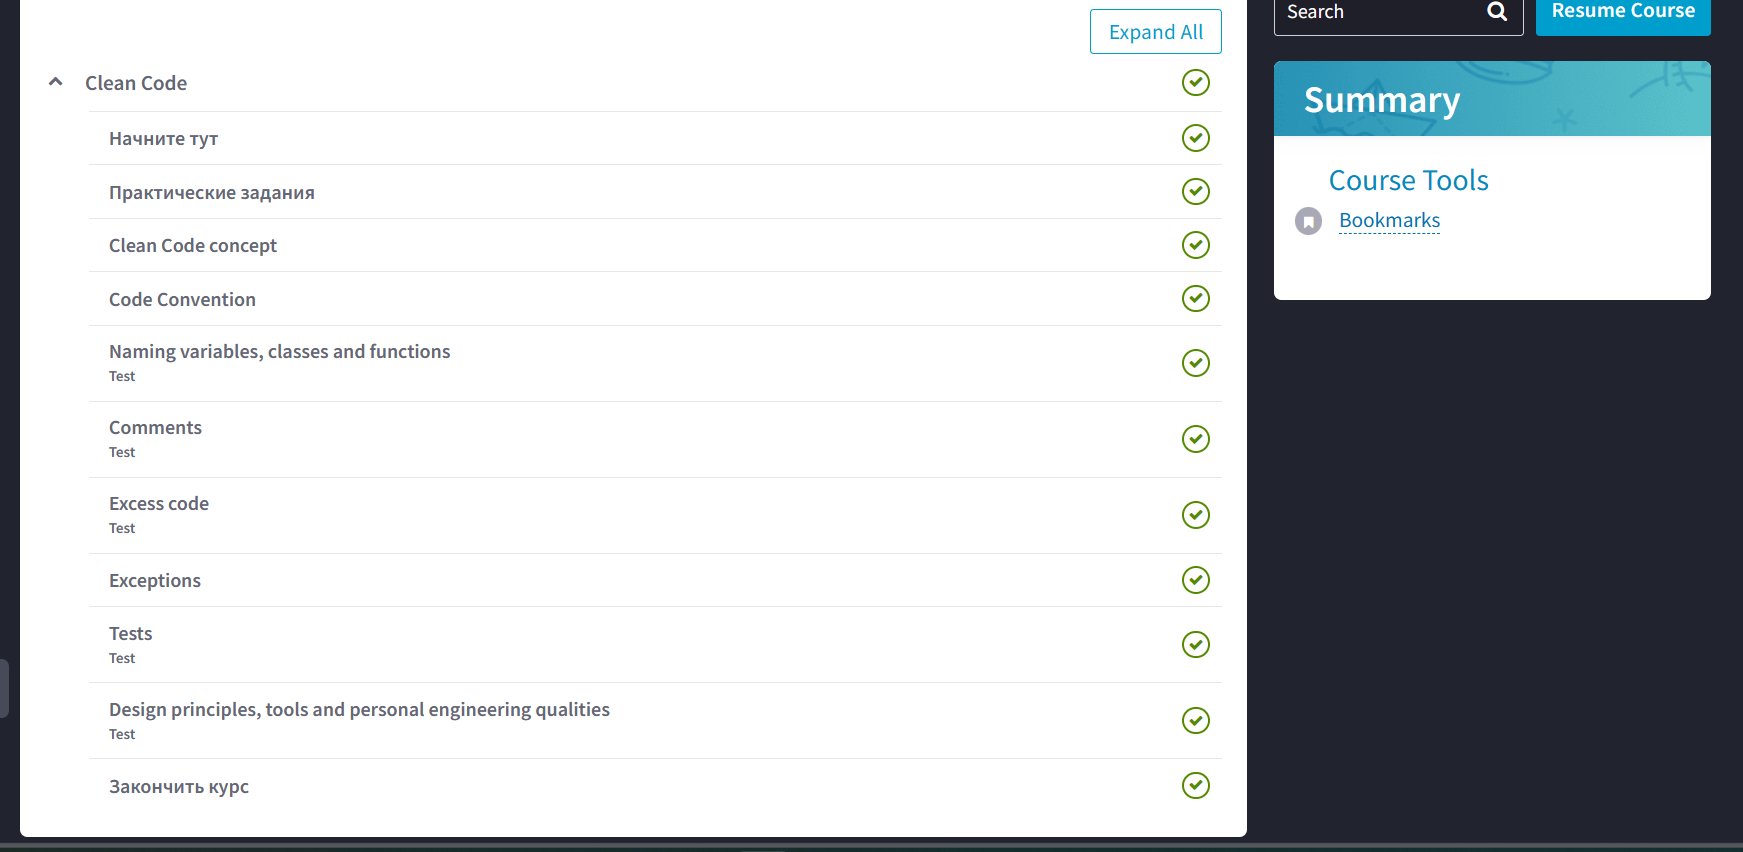 Expand All
Clean Code
Начните тут
Практические задания
Clean Code concept
Code Convention
Naming variables, classes and functions
Test
Comments
Test
Excess code
Test
Exceptions
Tests
Test
Design principles, tools and personal engineering qualities
Test
Закончить курс
Search
Resume Course
Summary
Course Tools
Bookmarks